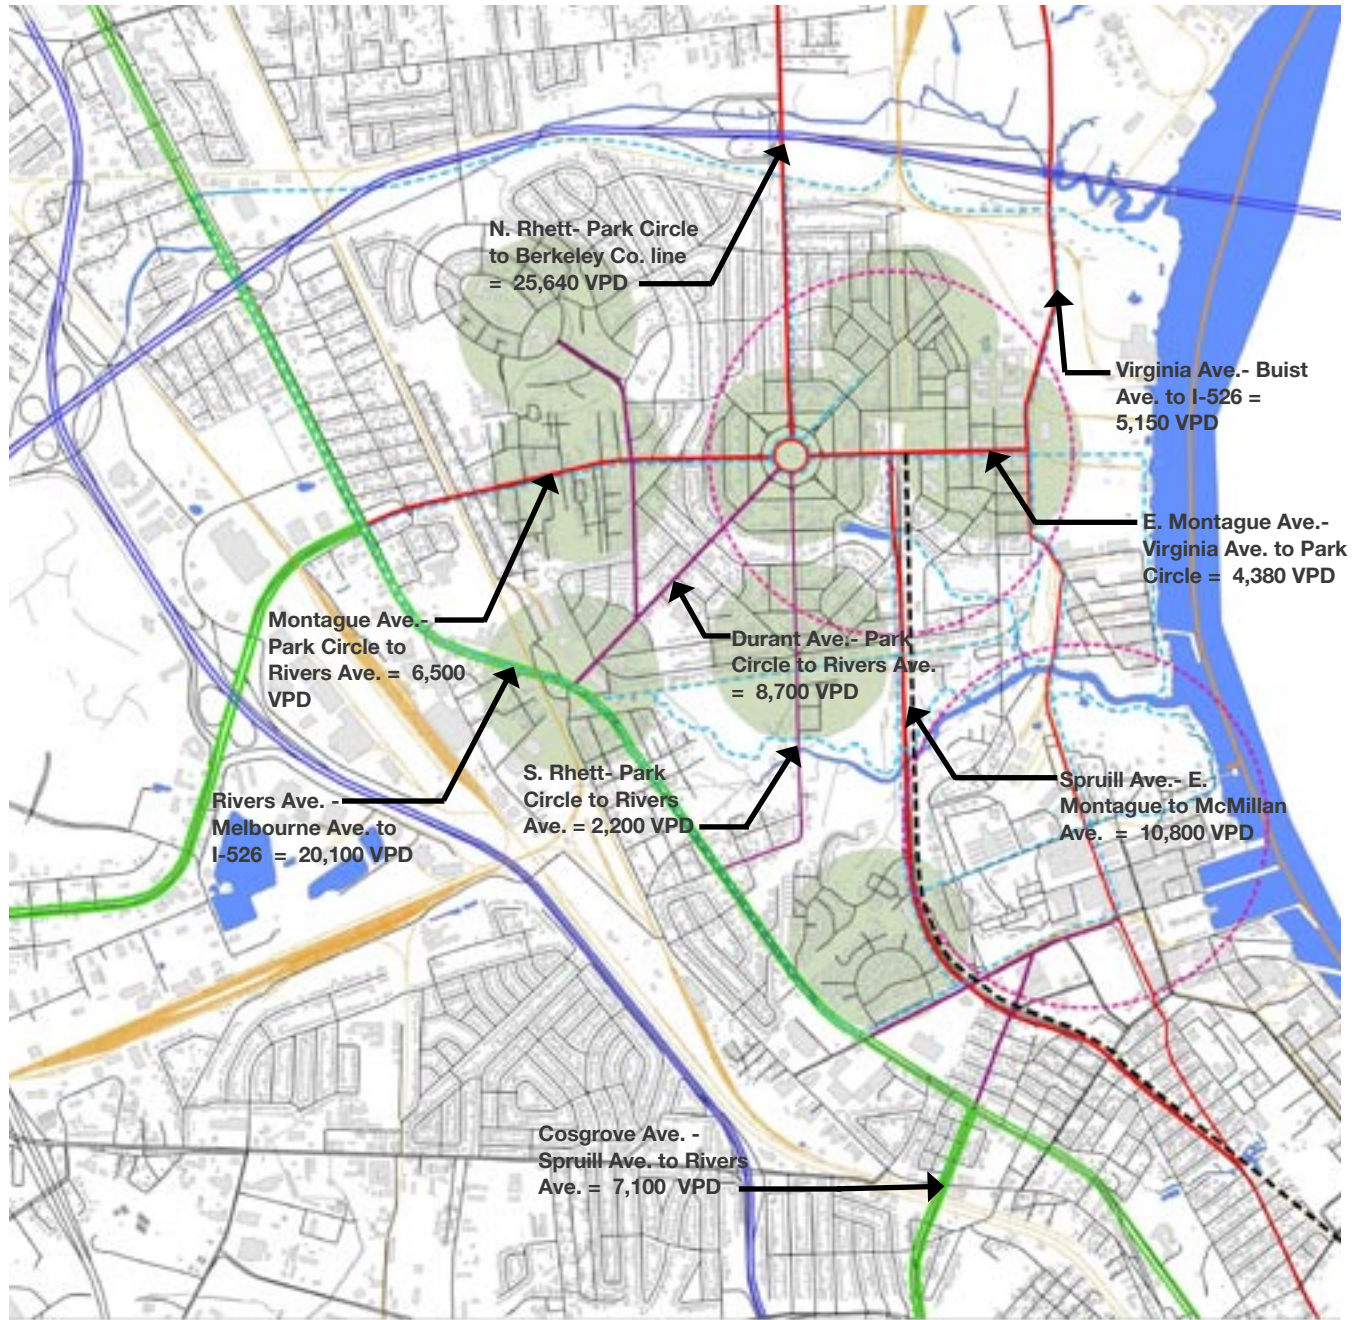 N. Rhett- Park Circle
to Berkeley Co. line
= 25,640 VPD
Virginia Ave.- Buist
Ave. to I-526 =
5,150 VPD
E. Montague Ave.-
Virginia Ave. to Park
Circle = 4,380 VPD
Montague Ave.-
Park Circle to
Rivers Ave. = 6,500
VPD
Durant Ave.- Park
Circle to Rivers Ave.
= 8,700 VPD
S. Rhett- Park
Circle to Rivers
Ave. = 2,200 VPD
Spruill Ave.- E.
Montague to McMillan
Ave. = 10,800 VPD
Rivers Ave. -
Melbourne Ave. to
I-526 = 20,100 VPD
Cosgrove Ave. -
Spruill Ave. to Rivers
Ave. = 7,100 VPD